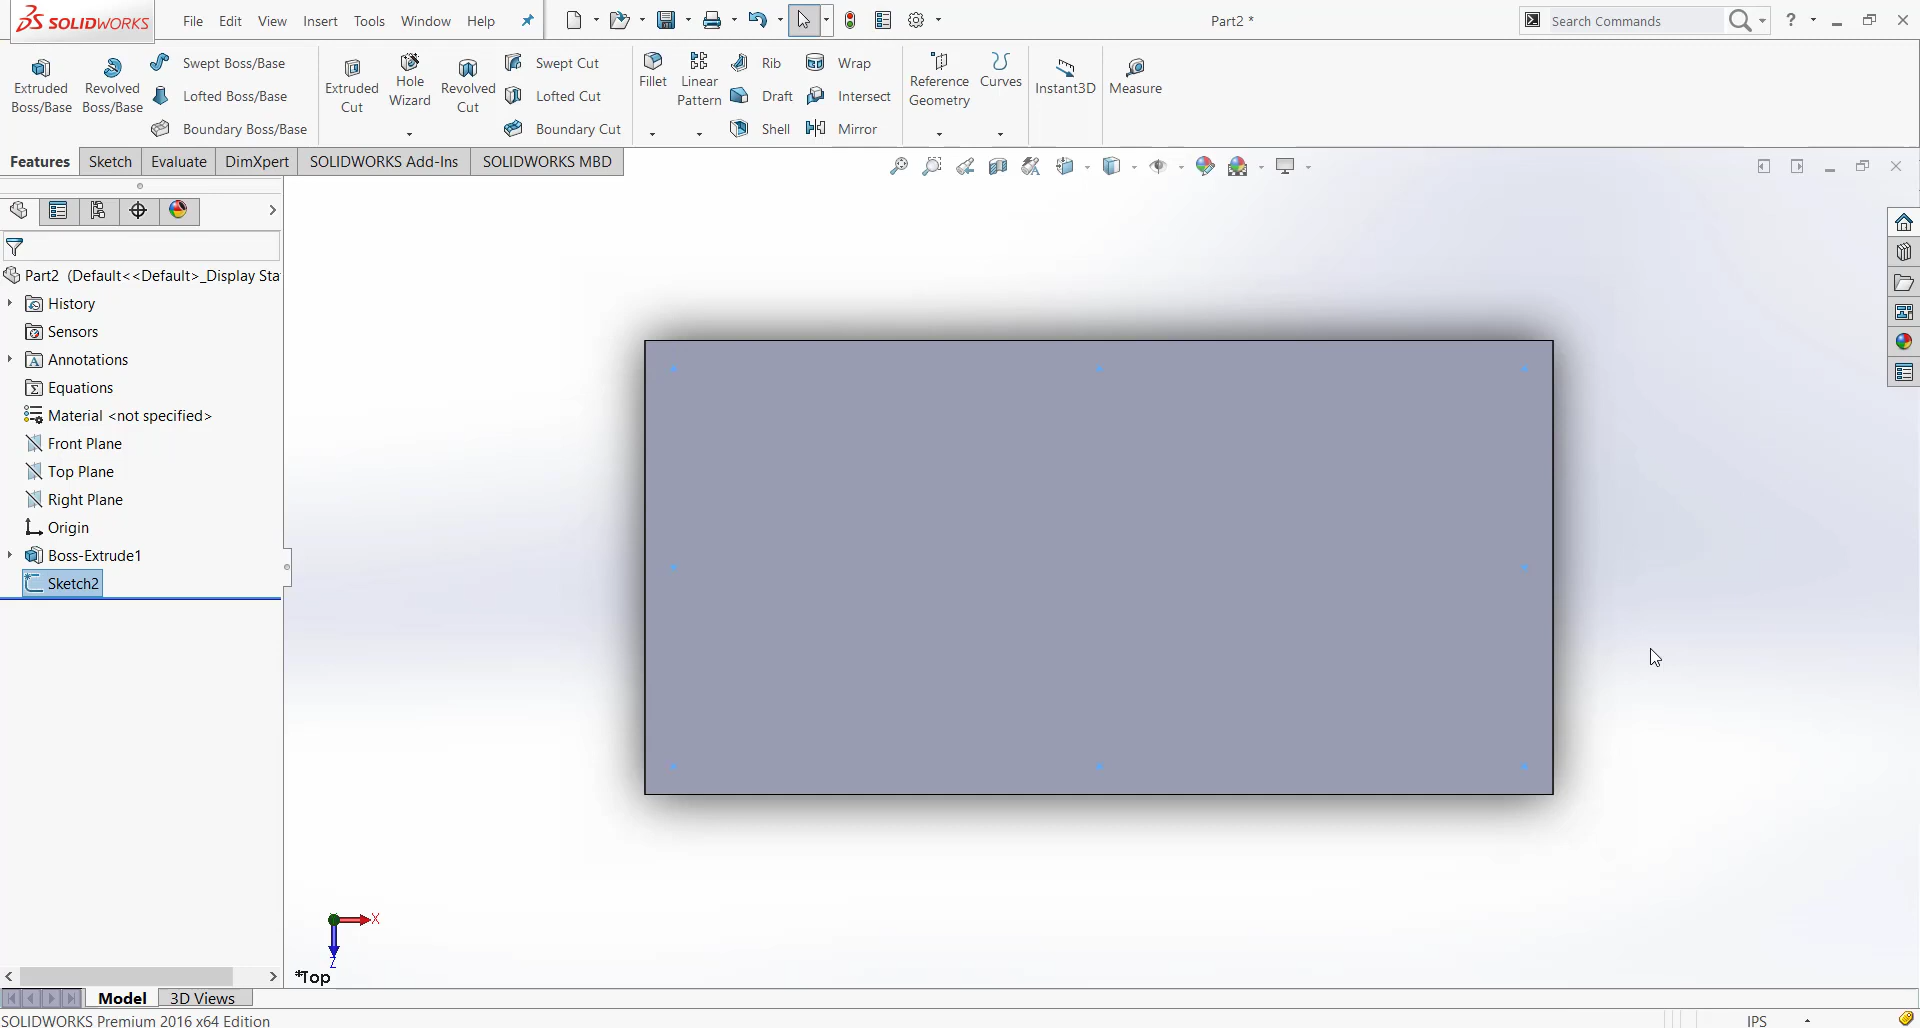 SOLIDWORKS
File Edit View Insert Tools Window Help
Part2 *
Search Commands
?
Extruded Boss/Base
Revolved Boss/Base
Swept Boss/Base
Lofted Boss/Base
Boundary Boss/Base
Extruded Cut
Hole Wizard
Revolved Cut
Swept Cut
Lofted Cut
Boundary Cut
Fillet
Linear Pattern
Rib
Draft
Shell
Wrap
Intersect
Mirror
Reference Geometry
Curves
Instant3D
Measure
Features Sketch Evaluate DimXpert SOLIDWORKS Add-Ins SOLIDWORKS MBD
Part2 (Default<<Default>_Display Sta
History
Sensors
Annotations
Equations
Material <not specified>
Front Plane
Top Plane
Right Plane
Origin
Boss-Extrude1
Sketch2
X
Z
*Top
Model 3D Views
SOLIDWORKS Premium 2016 x64 Edition
IPS